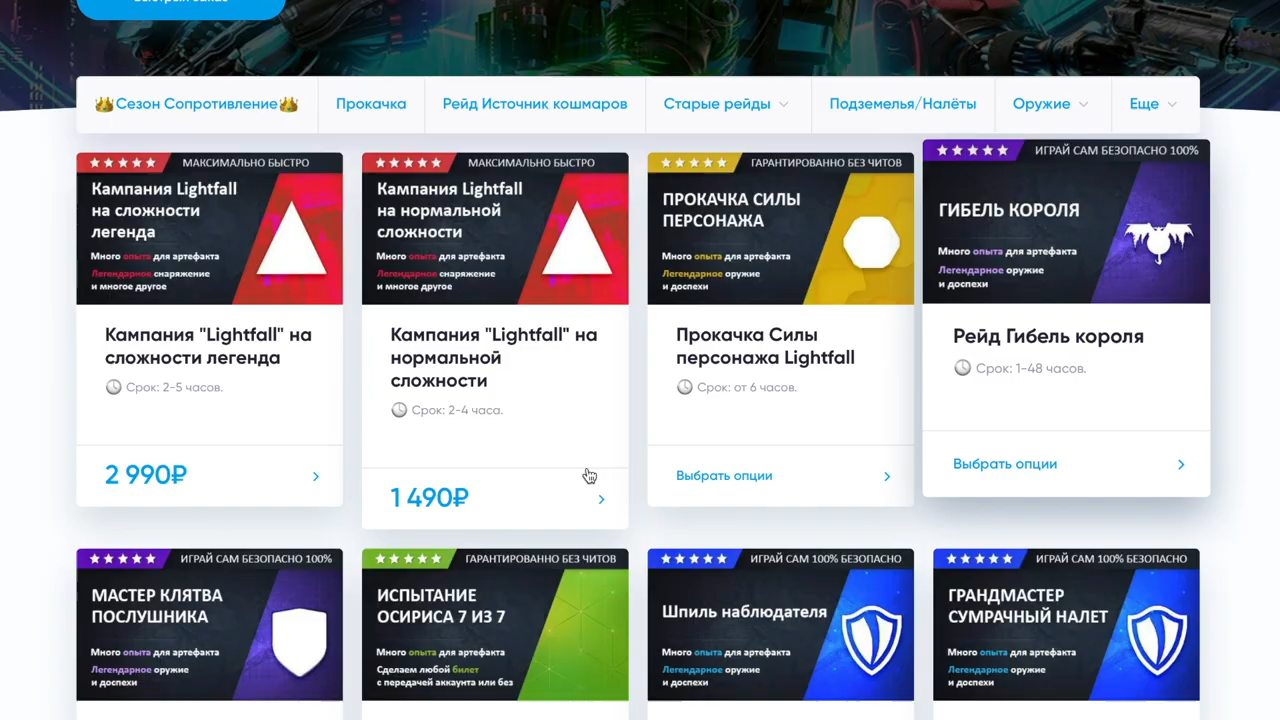 Быстрый заказ
👑Сезон Сопротивление👑
Прокачка
Рейд Источник кошмаров
Старые рейды
Подземелья/Налёты
Оружие
Еще
МАКСИМАЛЬНО БЫСТРО
Кампания Lightfall
на сложности
легенда
Много опыта для артефакта
Легендарное снаряжение
и многое другое
Кампания "Lightfall" на
сложности легенда
Срок: 2-5 часов.
2 990₽
МАКСИМАЛЬНО БЫСТРО
Кампания Lightfall
на нормальной
сложности
Много опыта для артефакта
Легендарное снаряжение
и многое другое
Кампания "Lightfall" на
нормальной
сложности
Срок: 2-4 часа.
1 490₽
ГАРАНТИРОВАННО БЕЗ ЧИТОВ
ПРОКАЧКА СИЛЫ
ПЕРСОНАЖА
Много опыта для артефакта
Легендарное оружие
и доспехи
Прокачка Силы
персонажа Lightfall
Срок: от 6 часов.
Выбрать опции
ИГРАЙ САМ БЕЗОПАСНО 100%
ГИБЕЛЬ КОРОЛЯ
Много опыта для артефакта
Легендарное оружие
и доспехи
Рейд Гибель короля
Срок: 1-48 часов.
Выбрать опции
ИГРАЙ САМ БЕЗОПАСНО 100%
МАСТЕР КЛЯТВА
ПОСЛУШНИКА
Много опыта для артефакта
Легендарное оружие
и доспехи
ГАРАНТИРОВАННО БЕЗ ЧИТОВ
ИСПЫТАНИЕ
ОСИРИСА 7 ИЗ 7
Много опыта для артефакта
Сделаем любой билет
с передачей аккаунта или без
ИГРАЙ САМ 100% БЕЗОПАСНО
Шпиль наблюдателя
Много опыта для артефакта
Легендарное оружие
и доспехи
ИГРАЙ САМ 100% БЕЗОПАСНО
ГРАНДМАСТЕР
СУМРАЧНЫЙ НАЛЕТ
Много опыта для артефакта
Легендарное оружие
и доспехи